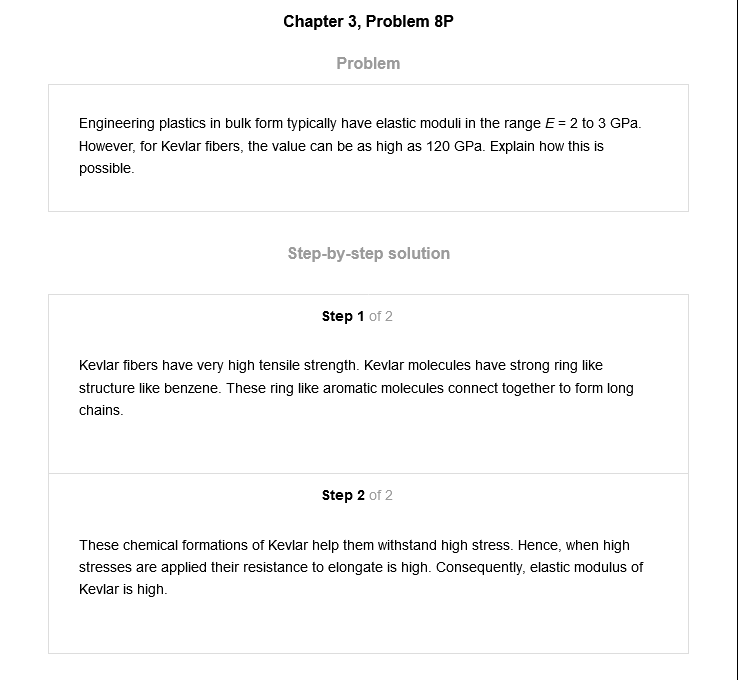 Chapter 3, Problem 8P
Problem
Engineering plastics in bulk form typically have elastic moduli in the range E = 2 to 3 GPa.
However, for Kevlar fibers, the value can be as high as 120 GPa. Explain how this is
possible.
Step-by-step solution
Step 1 of 2
Kevlar fibers have very high tensile strength. Kevlar molecules have strong ring like
structure like benzene. These ring like aromatic molecules connect together to form long
chains.
Step 2 of 2
These chemical formations of Kevlar help them withstand high stress. Hence, when high
stresses are applied their resistance to elongate is high. Consequently, elastic modulus of
Kevlar is high.